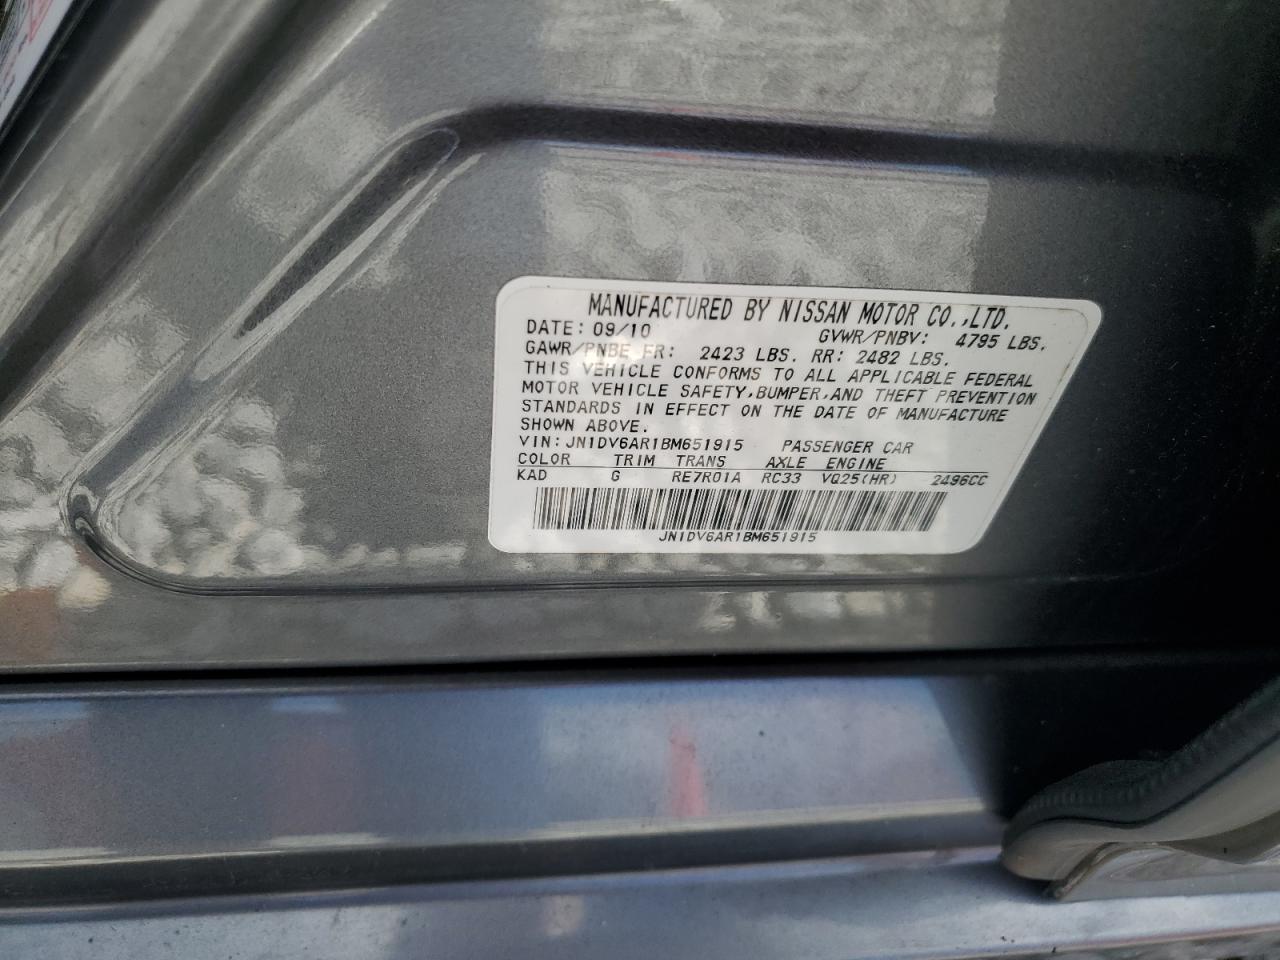 MANUFACTURED BY NISSAN MOTOR CO.,LTD.
DATE: 09/10 GVWR/PNBV: 4795 LBS.
GAWR/PNBE FR: 2423 LBS. RR: 2482 LBS.
THIS VEHICLE CONFORMS TO ALL APPLICABLE FEDERAL
MOTOR VEHICLE SAFETY,BUMPER,AND THEFT PREVENTION
STANDARDS IN EFFECT ON THE DATE OF MANUFACTURE
SHOWN ABOVE.
VIN:JN1DV6AR1BM651915 PASSENGER CAR
COLOR TRIM TRANS AXLE ENGINE
KAD G RE7R01A RC33 VQ25(HR) 2496CC
JN1DV6AR1BM651915